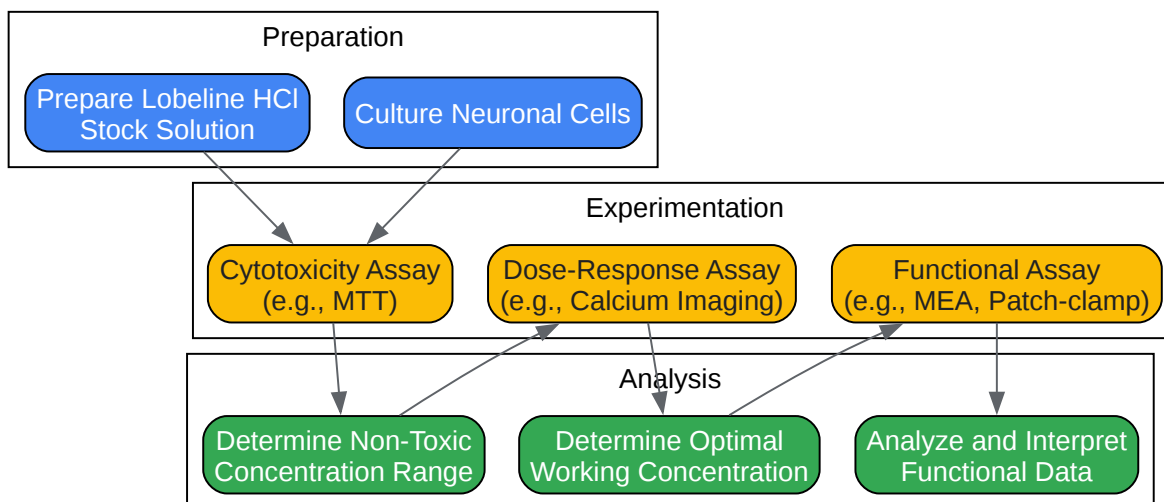 Preparation
Prepare Lobeline HCl
Stock Solution
Culture Neuronal Cells
Experimentation
Cytotoxicity Assay
(e.g., MTT)
Dose-Response Assay
(e.g., Calcium Imaging)
Functional Assay
(e.g., MEA, Patch-clamp)
Analysis
Determine Non-Toxic
Concentration Range
Determine Optimal
Working Concentration
Analyze and Interpret
Functional Data